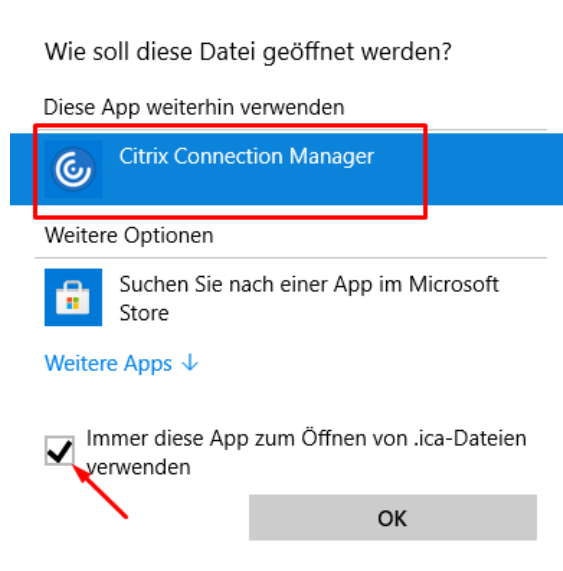 Wie soll diese Datei geöffnet werden?
Diese App weiterhin verwenden
Citrix Connection Manager
Weitere Optionen
Suchen Sie nach einer App im Microsoft
Store
Weitere Apps ↓
Immer diese App zum Öffnen von .ica-Dateien
verwenden
OK